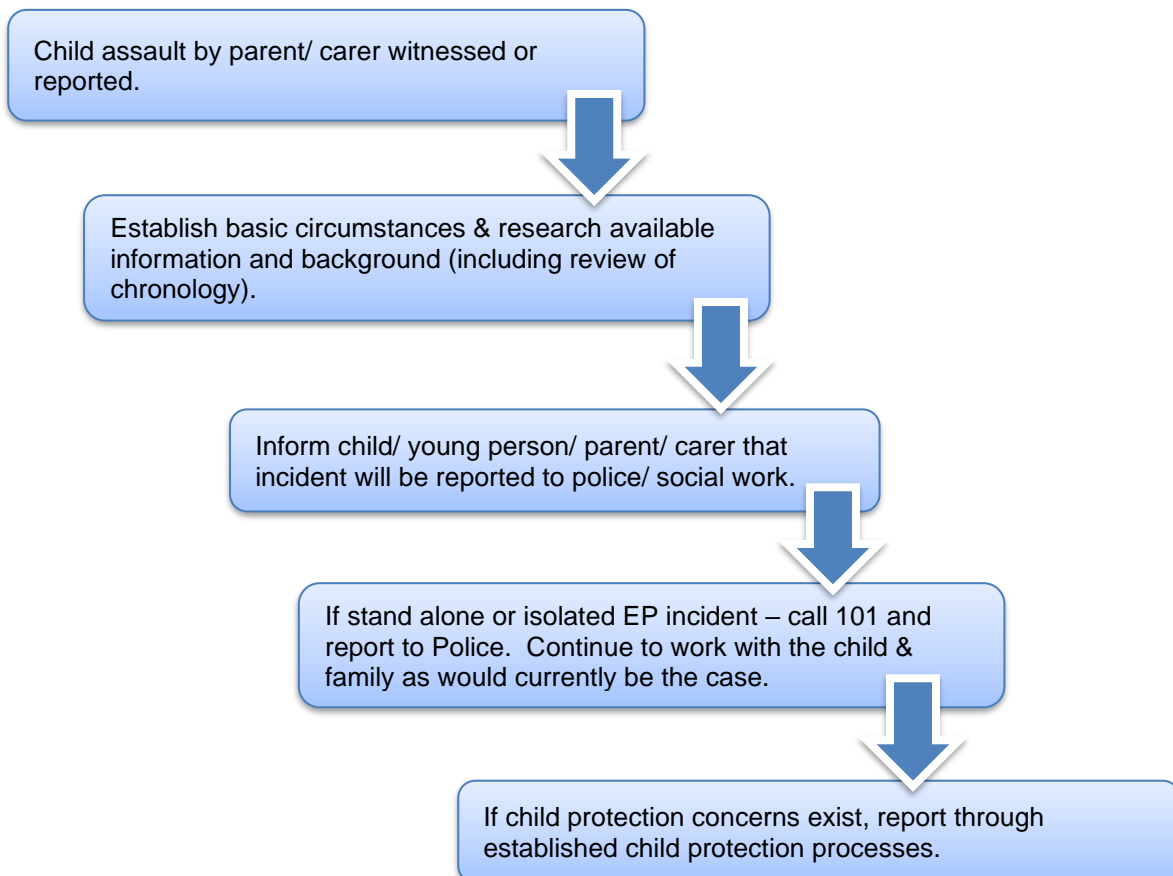 Child assault by parent/ carer witnessed or
reported.
Establish basic circumstances & research available
information and background (including review of
chronology).
Inform child/ young person/ parent/ carer that
incident will be reported to police/ social work.
If stand alone or isolated EP incident – call 101 and
report to Police.  Continue to work with the child &
family as would currently be the case.
If child protection concerns exist, report through
established child protection processes.